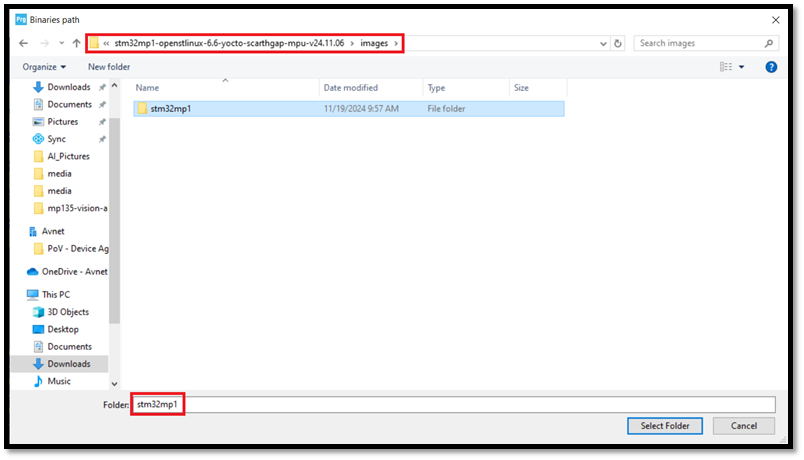 Prg Binaries path
« stm32mp1-openstlinux-6.6-yocto-scarthgap-mpu-v24.11.06 › images ›
Search images
Organize
New folder
Name
Date modified
Type
Size
stm32mp1
11/19/2024 9:57 AM
File folder
Downloads
Documents
Pictures
Sync
AI_Pictures
media
media
mp135-vision-a
Avnet
PoV - Device Ag
OneDrive - Avnet
This PC
3D Objects
Desktop
Documents
Downloads
Music
Folder: stm32mp1
Select Folder
Cancel